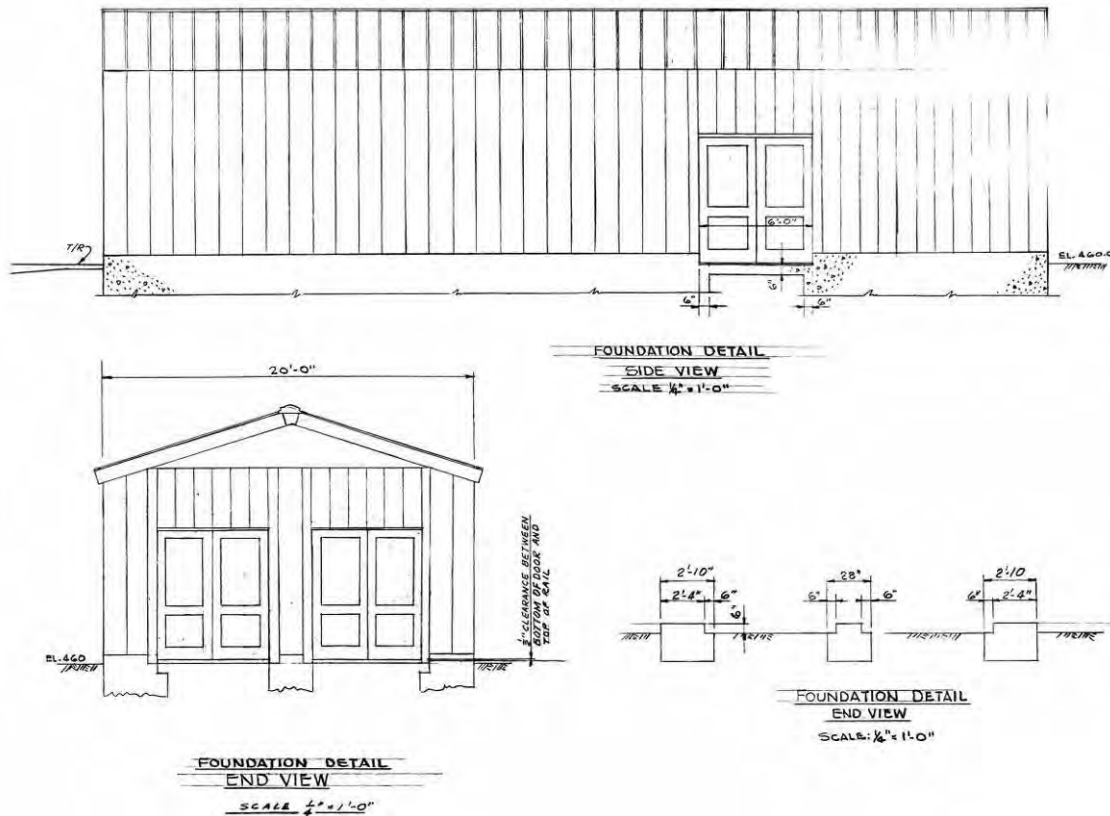 T/R
6'-0"
EL. 460.0
6"
6"
6"
FOUNDATION DETAIL
SIDE VIEW
SCALE ¼" = 1'-0"
20'-0"
½" CLEARANCE BETWEEN
BOTTOM OF DOOR AND
TOP OF RAIL
EL. 460
FOUNDATION DETAIL
END VIEW
SCALE ¼" = 1'-0"
2'-10"
28"
2'-10
2'-4"
6"
6"
6"
6"
2'-4"
6"
FOUNDATION DETAIL
END VIEW
SCALE: ¼" = 1'-0"